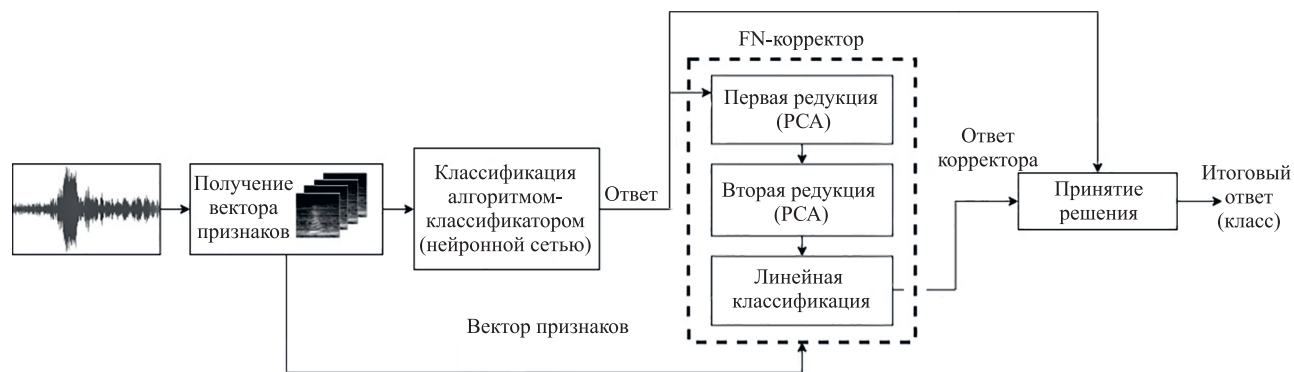 FN-корректор
Первая редукция
(PCA)
Ответ
корректора
Получение
вектора
признаков
Классификация
алгоритмом-
классификатором
(нейронной сетью)
Ответ
Вторая редукция
(PCA)
Принятие
решения
Итоговый
ответ
(класс)
Линейная
классификация
Вектор признаков